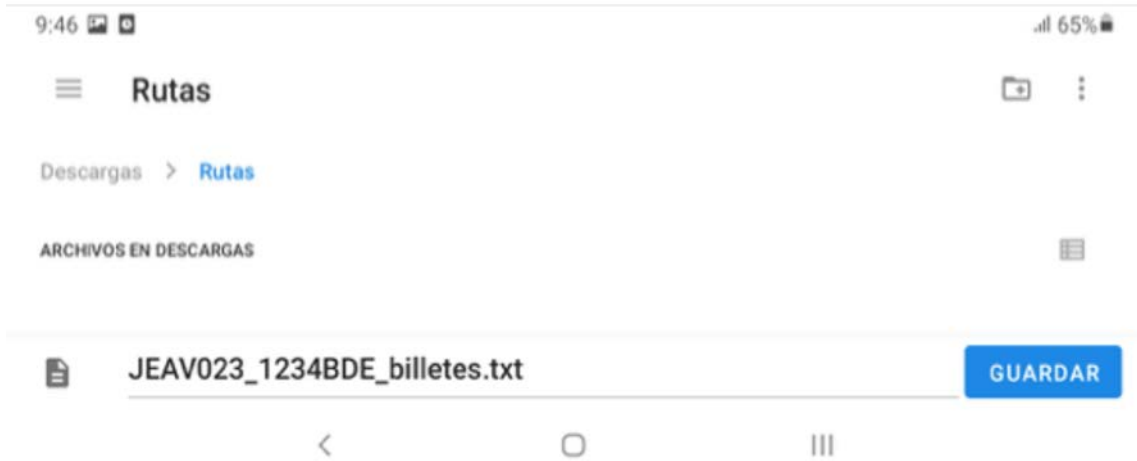 9:46 65%
Rutas
Descargas > Rutas
ARCHIVOS EN DESCARGAS
JEAV023_1234BDE_billetes.txt GUARDAR